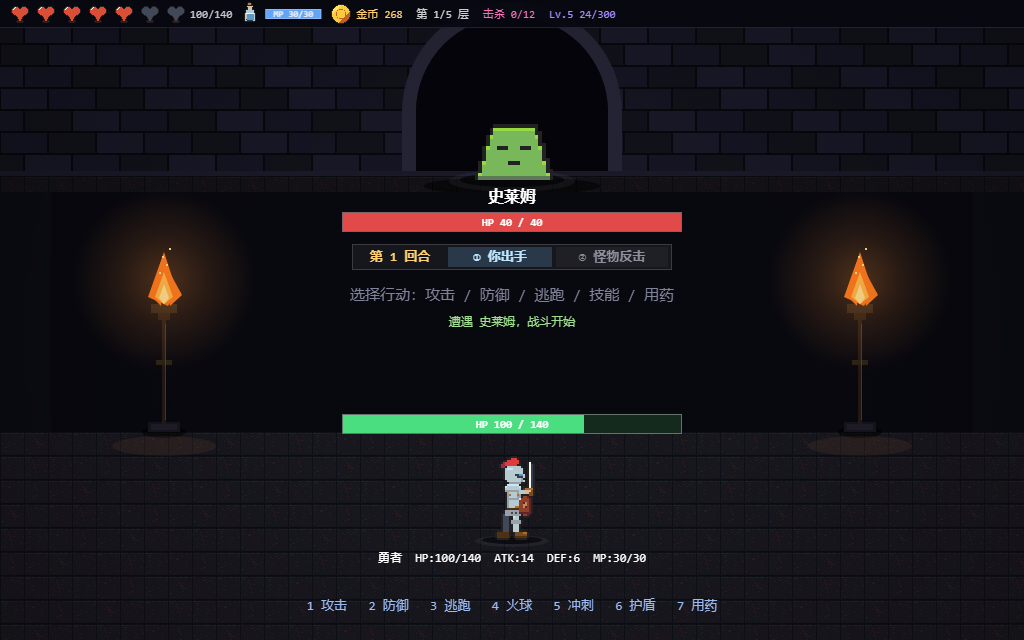 100/140 MP 30/30 金币 268 第 1/5 层 击杀 0/12 Lv.5 24/300
史莱姆
HP 40 / 40
第 1 回合 ① 你出手 ② 怪物反击
选择行动: 攻击 / 防御 / 逃跑 / 技能 / 用药
遭遇 史莱姆, 战斗开始
HP 100 / 140
勇者 HP:100/140 ATK:14 DEF:6 MP:30/30
1 攻击 2 防御 3 逃跑 4 火球 5 冲刺 6 护盾 7 用药